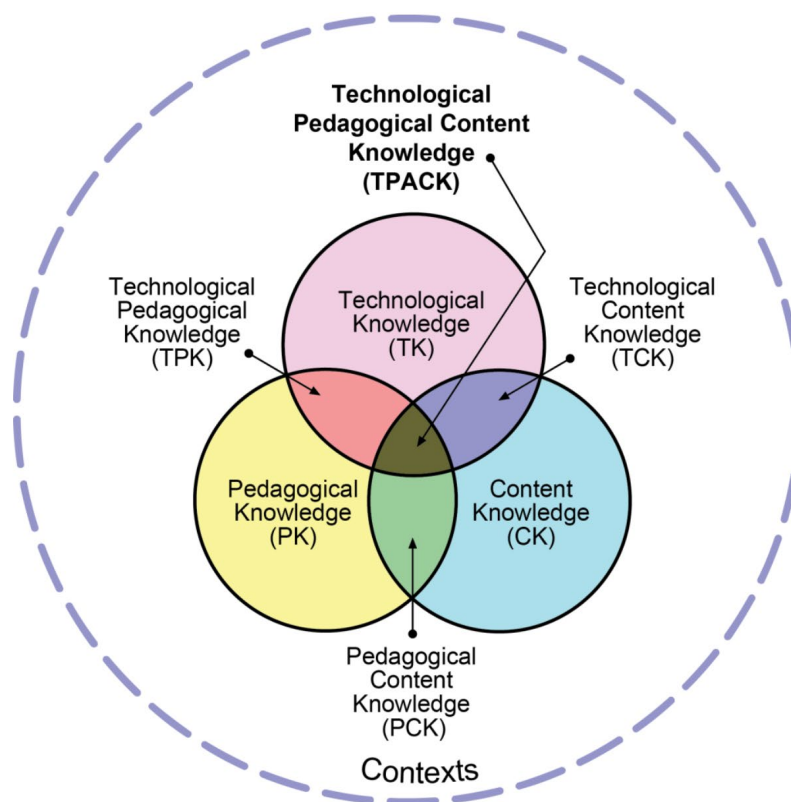 Technological
Pedagogical Content
Knowledge
(TPACK)
Technological
Pedagogical
Knowledge
(TPK)
Technological
Knowledge
(TK)
Technological
Content
Knowledge
(TCK)
Pedagogical
Knowledge
(PK)
Content
Knowledge
(CK)
Pedagogical
Content
Knowledge
(PCK)
Contexts